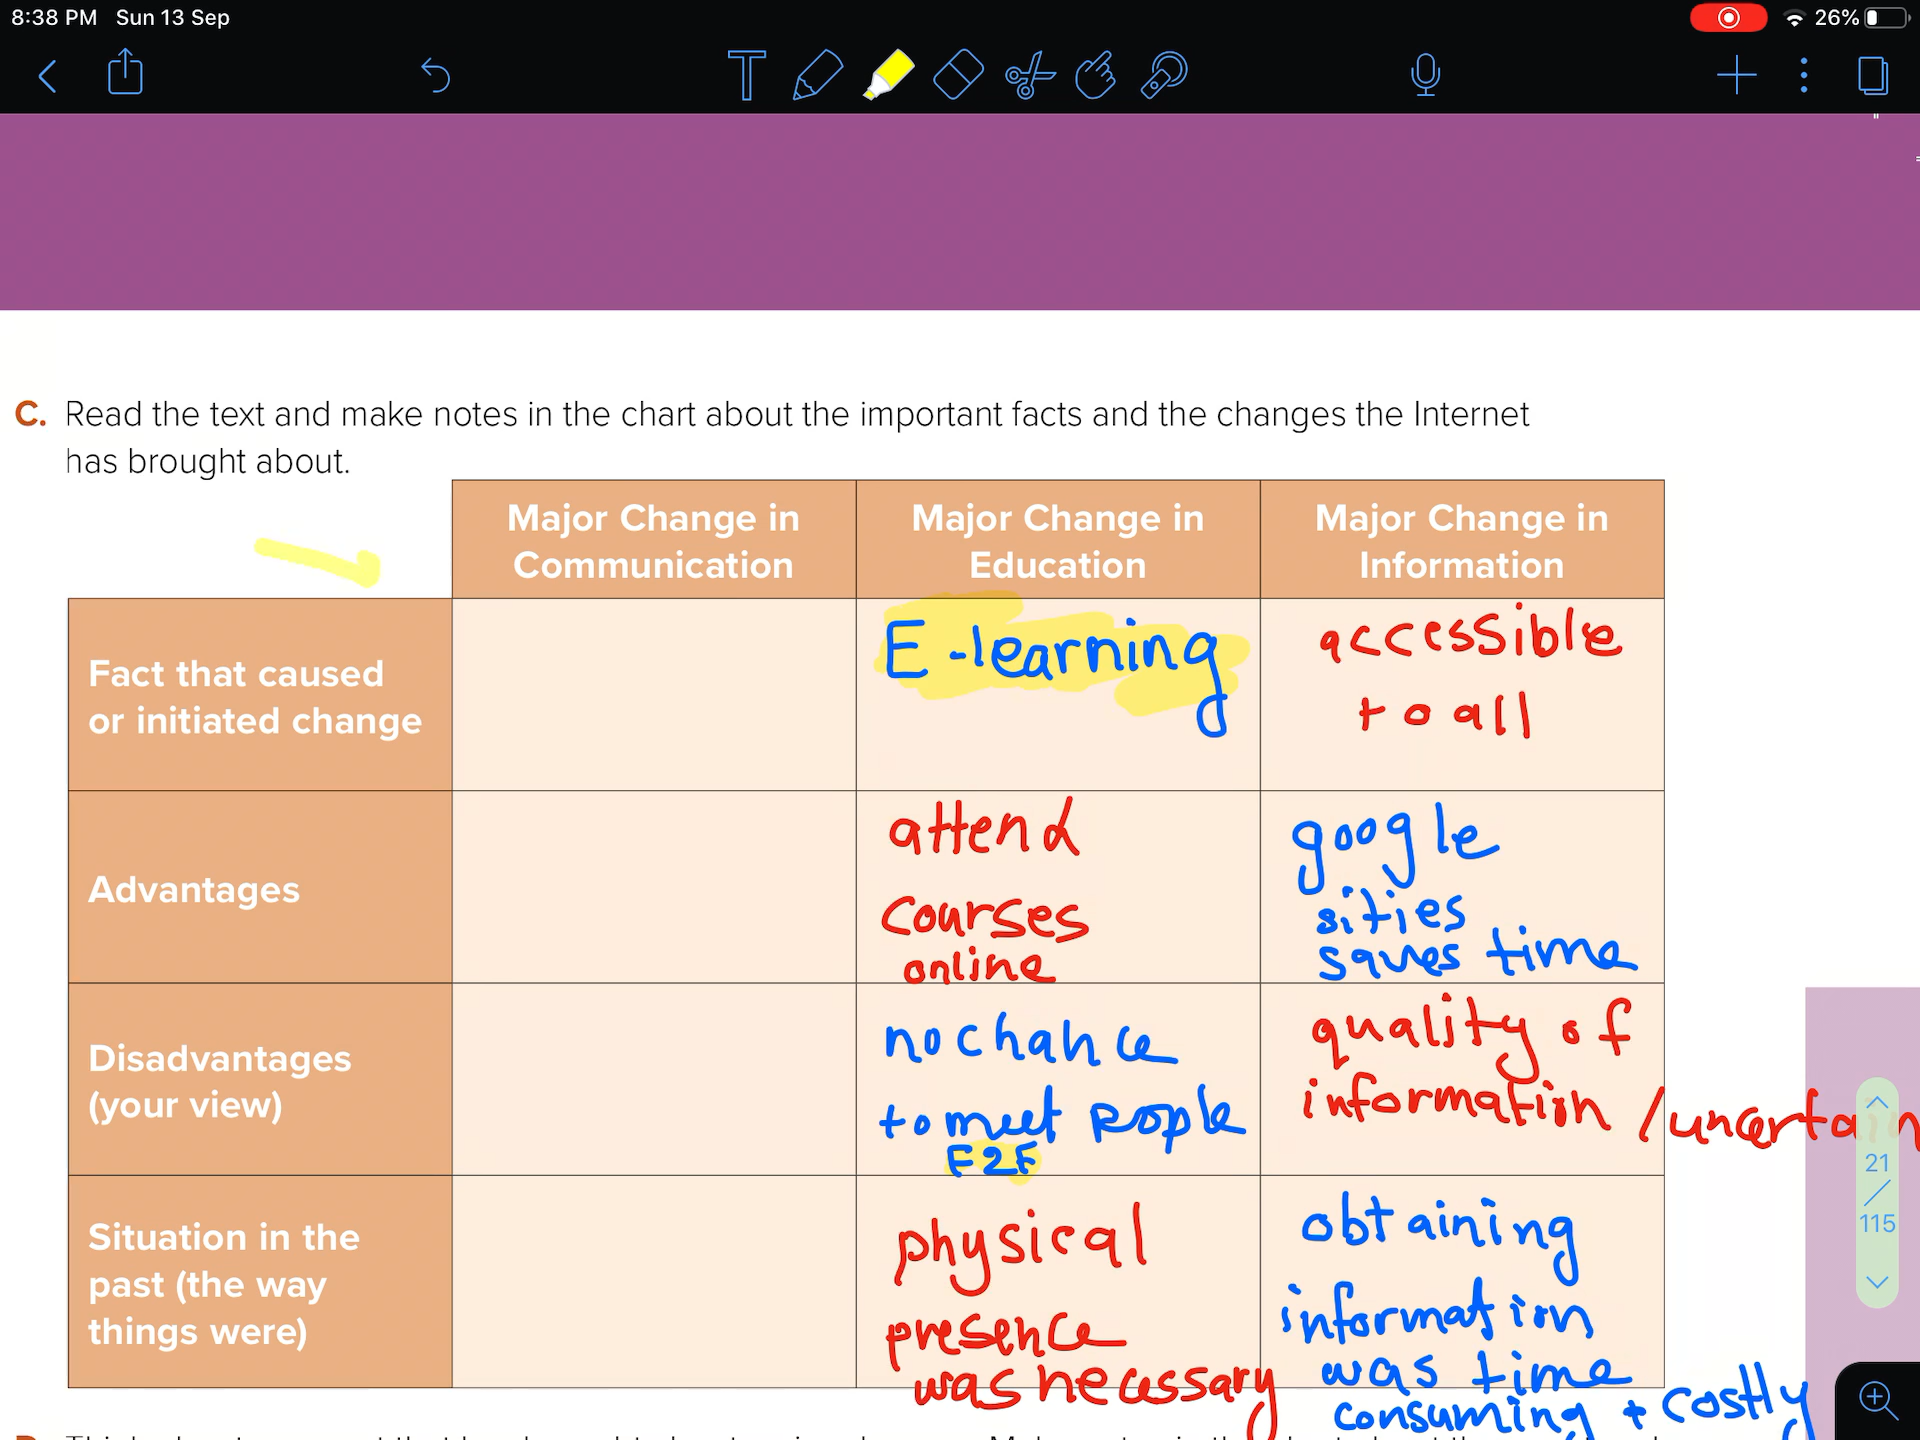 8:38 PM Sun 13 Sep
26%
C. Read the text and make notes in the chart about the important facts and the changes the Internet
has brought about.
Major Change in
Communication
Major Change in
Education
Major Change in
Information
Fact that caused
or initiated change
E-learning
accessible
to all
Advantages
attend
courses
online
google
sities
saves time
Disadvantages
(your view)
no chance
to meet people
F2F
quality of
information / uncertain
Situation in the
past (the way
things were)
physical
presence
was necessary
obtaining
information
was time
consuming + costly
21
/
115